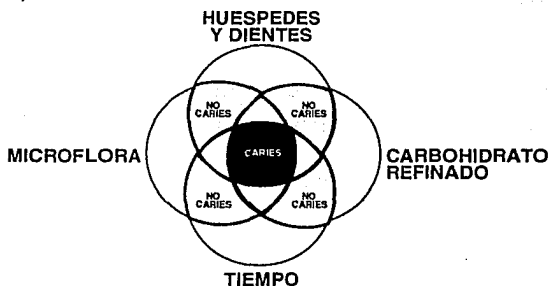 HUESPEDES
Y DIENTES
NO
CARIES
NO
CARIES
MICROFLORA
CARIES
CARBOHIDRATO
REFINADO
NO
CARIES
NO
CARIES
TIEMPO